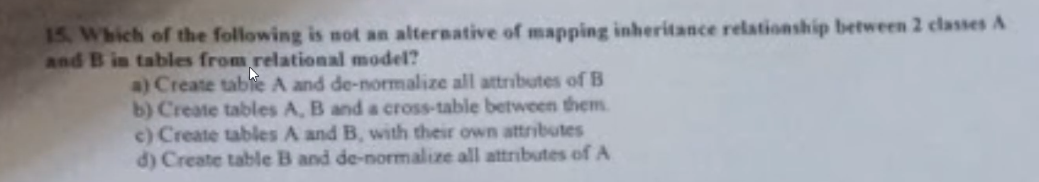 15. Which of the following is not an alternative of mapping inheritance relationship between 2 classes A
and B in tables from relational model?
a) Create table A and de-normalize all attributes of B
b) Create tables A, B and a cross-table between them.
c) Create tables A and B, with their own attributes
d) Create table B and de-normalize all attributes of A